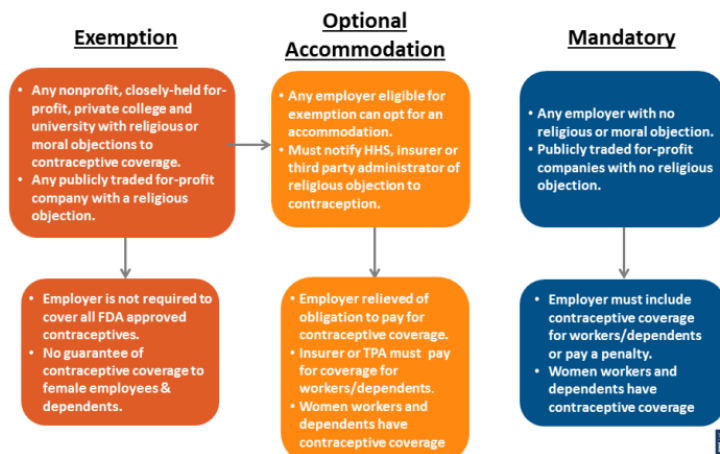 Exemption
Optional
Accommodation
Mandatory
• Any nonprofit, closely-held for-
profit, private college and
university with religious or
moral objections to
contraceptive coverage.
• Any publicly traded for-profit
company with a religious
objection.
• Any employer eligible for
exemption can opt for an
accommodation.
• Must notify HHS, insurer or
third party administrator of
religious objection to
contraception.
• Any employer with no
religious or moral objection.
• Publicly traded for-profit
companies with no religious
objection.
• Employer is not required to
cover all FDA approved
contraceptives.
• No guarantee of
contraceptive coverage to
female employees &
dependents.
• Employer relieved of
obligation to pay for
contraceptive coverage.
• Insurer or TPA must pay
for coverage for
workers/dependents.
• Women workers and
dependents have
contraceptive coverage
• Employer must include
contraceptive coverage
for workers/dependents
or pay a penalty.
• Women workers and
dependents have
contraceptive coverage